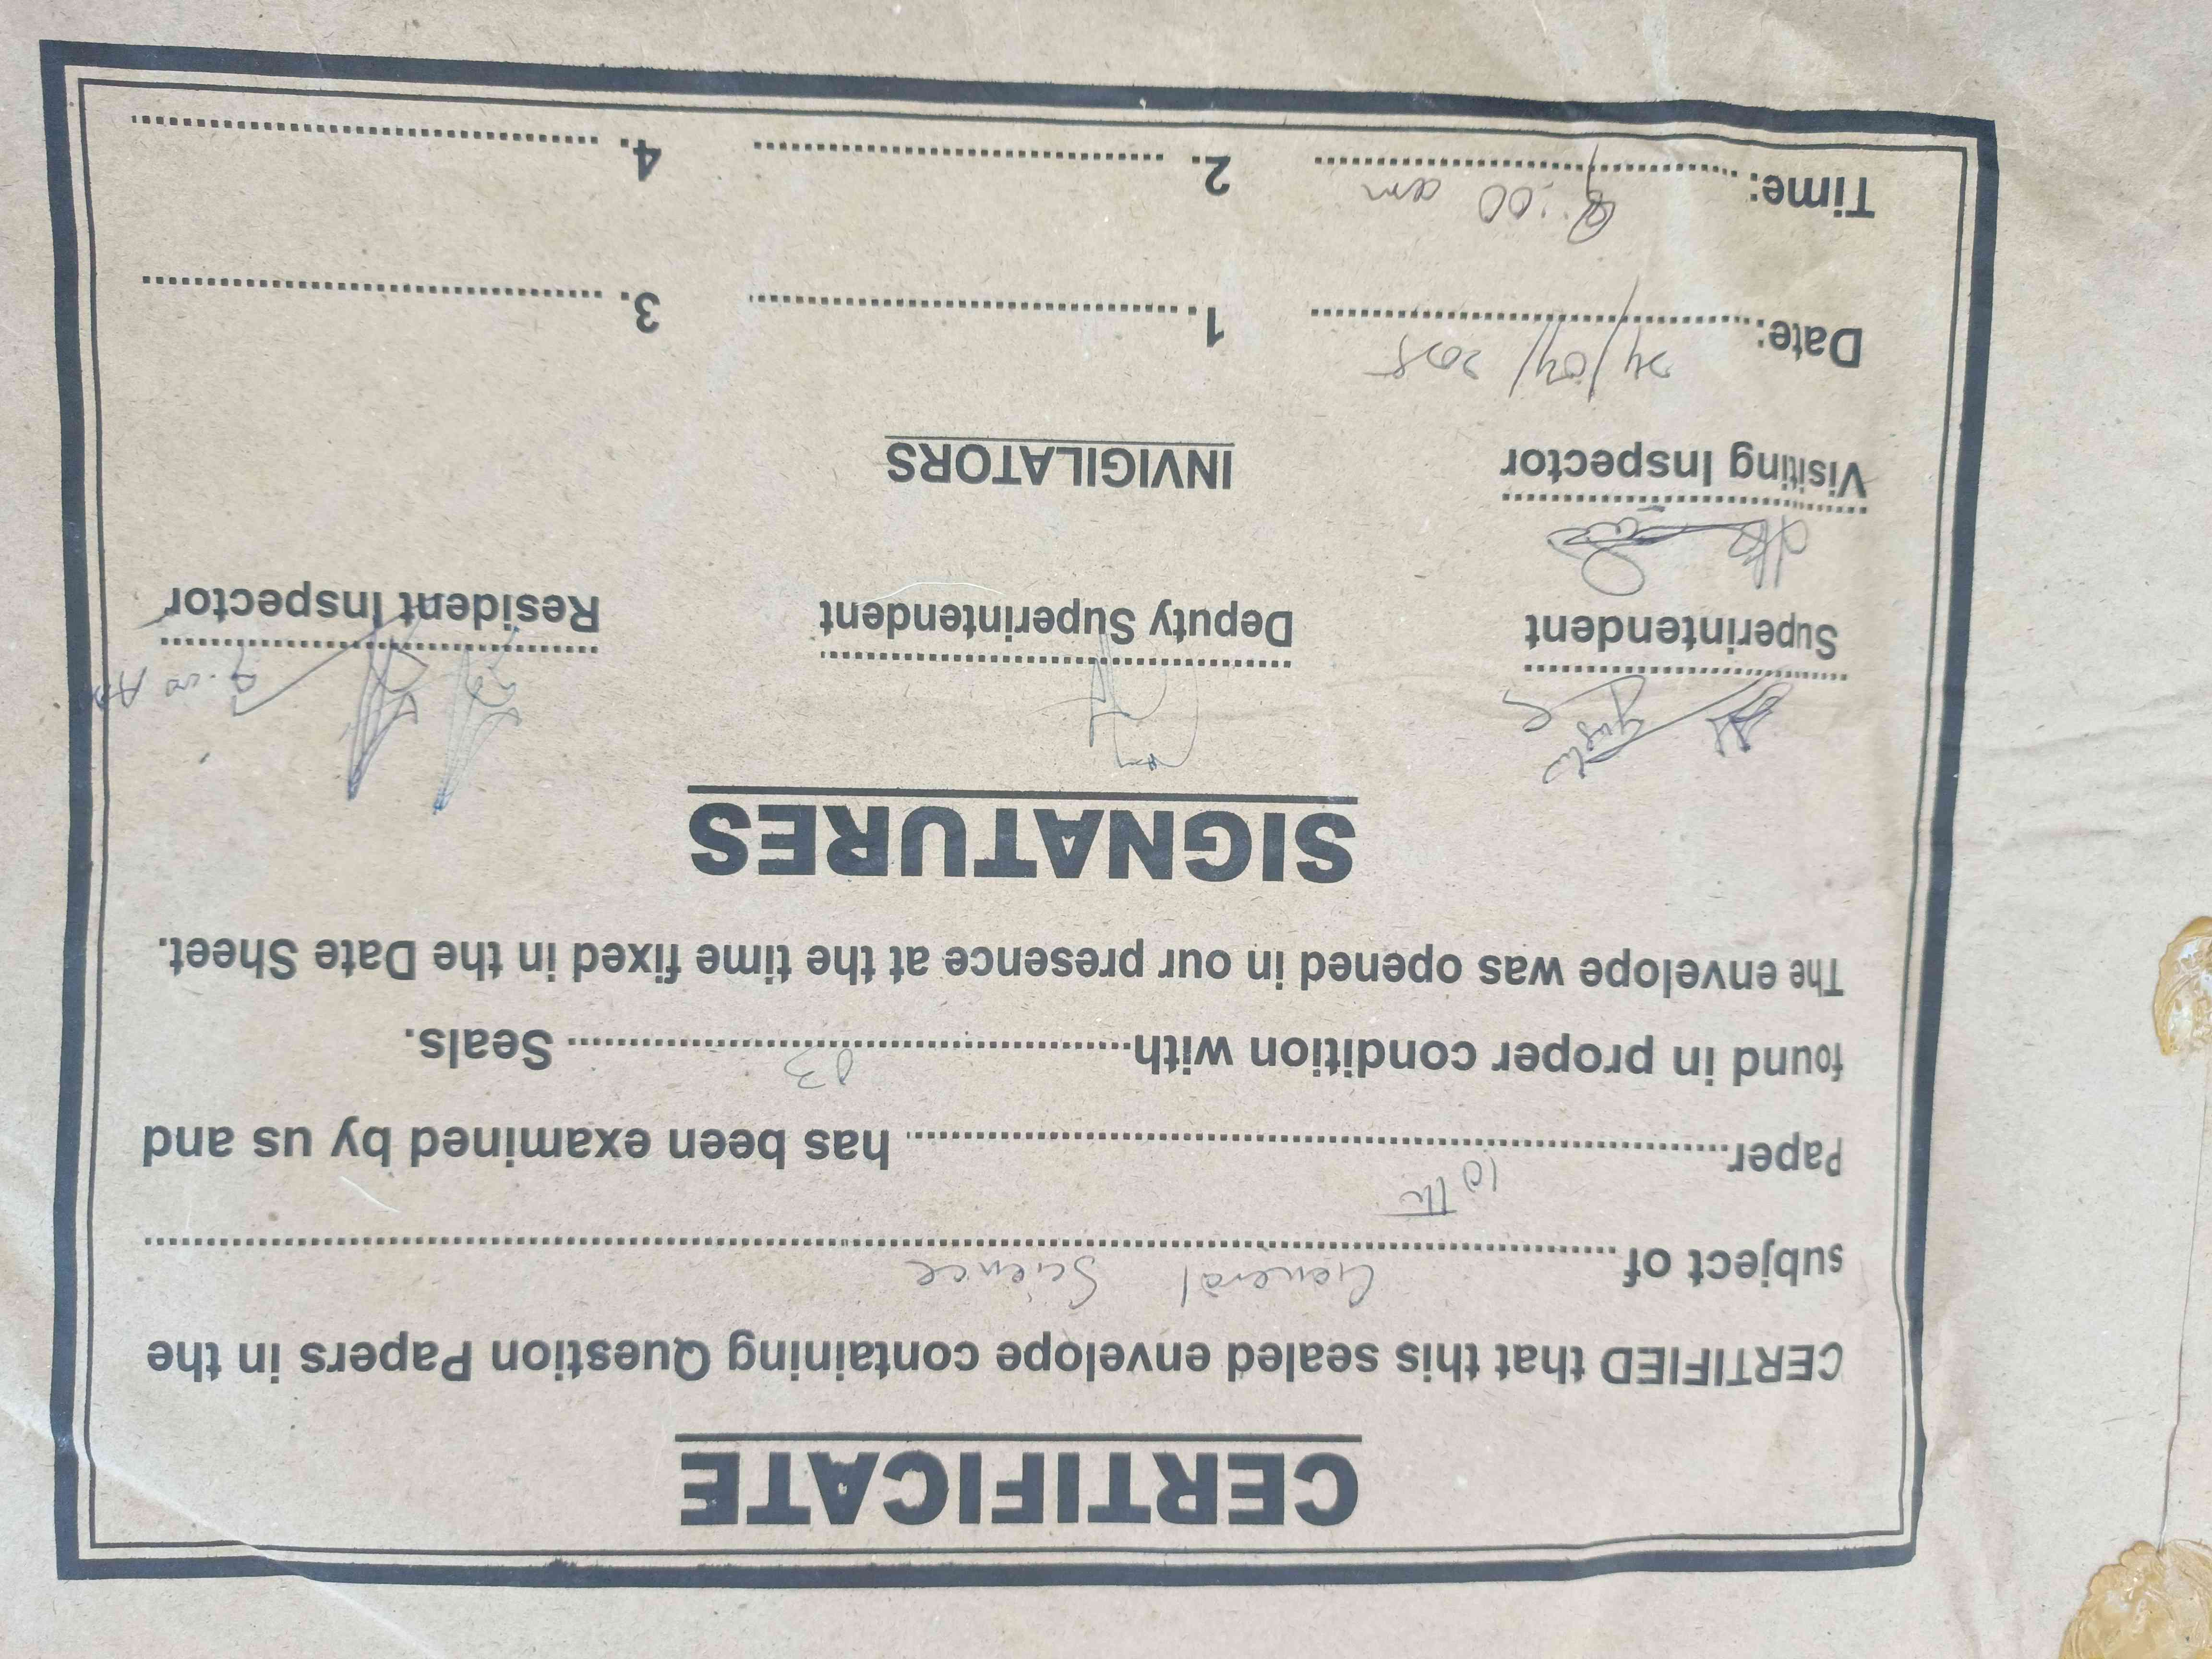 CERTIFICATE
CERTIFIED that this sealed envelope containing Question Papers in the
subject of .......... General Science ..........
Paper .......... 10th .......... has been examined by us and
found in proper condition with .......... 03 .......... Seals.
The envelope was opened in our presence at the time fixed in the Date Sheet.
SIGNATURES
Superintendent Deputy Superintendent Resident Inspector
Visiting Inspector INVIGILATORS
Date: 24/04/2025 1. .......... 3. ..........
Time: :00 am 2. .......... 4. ..........